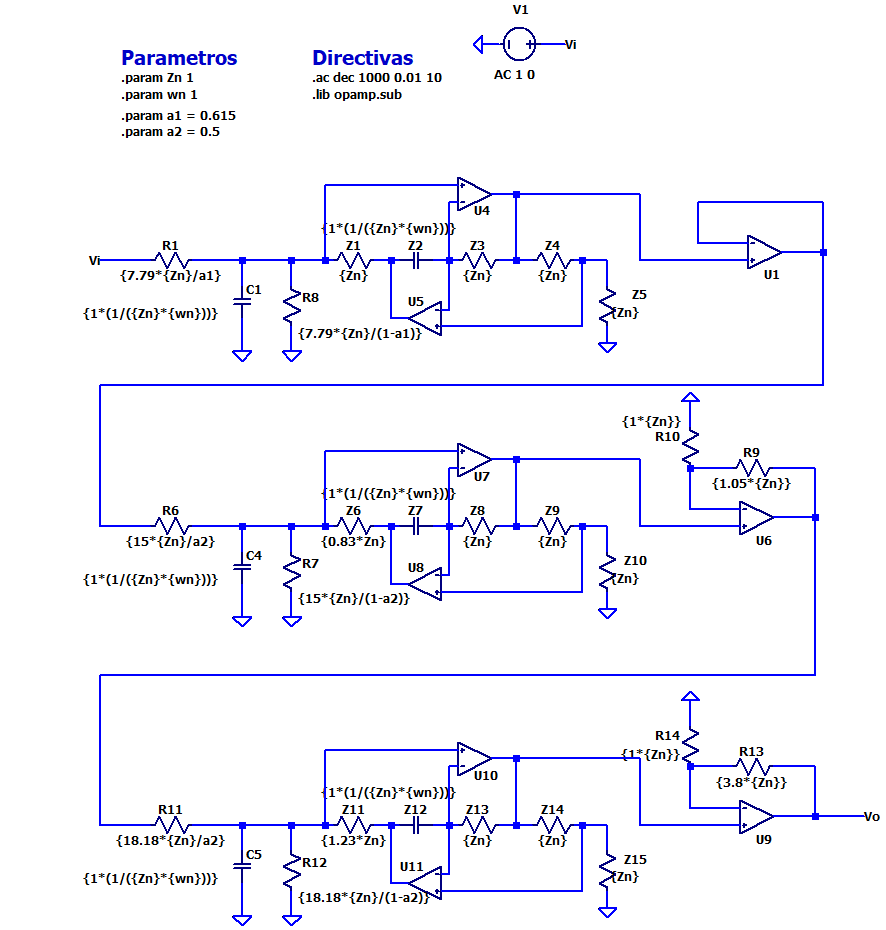 V1
Vi
AC 1 0
Parametros
.param Zn 1
.param wn 1
.param a1 = 0.615
.param a2 = 0.5
Directivas
.ac dec 1000 0.01 10
.lib opamp.sub
U4
{1*(1/({Zn}*{wn}))}
Vi
R1
{7.79*{Zn}/a1}
C1
{1*(1/({Zn}*{wn}))}
R8
{7.79*{Zn}/(1-a1)}
Z1
{Zn}
Z2
Z3
{Zn}
Z4
{Zn}
U5
Z5
{Zn}
U1
U7
{1*(1/({Zn}*{wn}))}
R6
{15*{Zn}/a2}
C4
{1*(1/({Zn}*{wn}))}
R7
{15*{Zn}/(1-a2)}
Z6
{0.83*Zn}
Z7
Z8
{Zn}
Z9
{Zn}
U8
Z10
{Zn}
{1*{Zn}}
R10
R9
{1.05*{Zn}}
U6
U10
{1*(1/({Zn}*{wn}))}
R11
{18.18*{Zn}/a2}
C5
{1*(1/({Zn}*{wn}))}
R12
{18.18*{Zn}/(1-a2)}
Z11
{1.23*Zn}
Z12
Z13
{Zn}
Z14
{Zn}
U11
Z15
{Zn}
R14
{1*{Zn}}
R13
{3.8*{Zn}}
U9
Vo